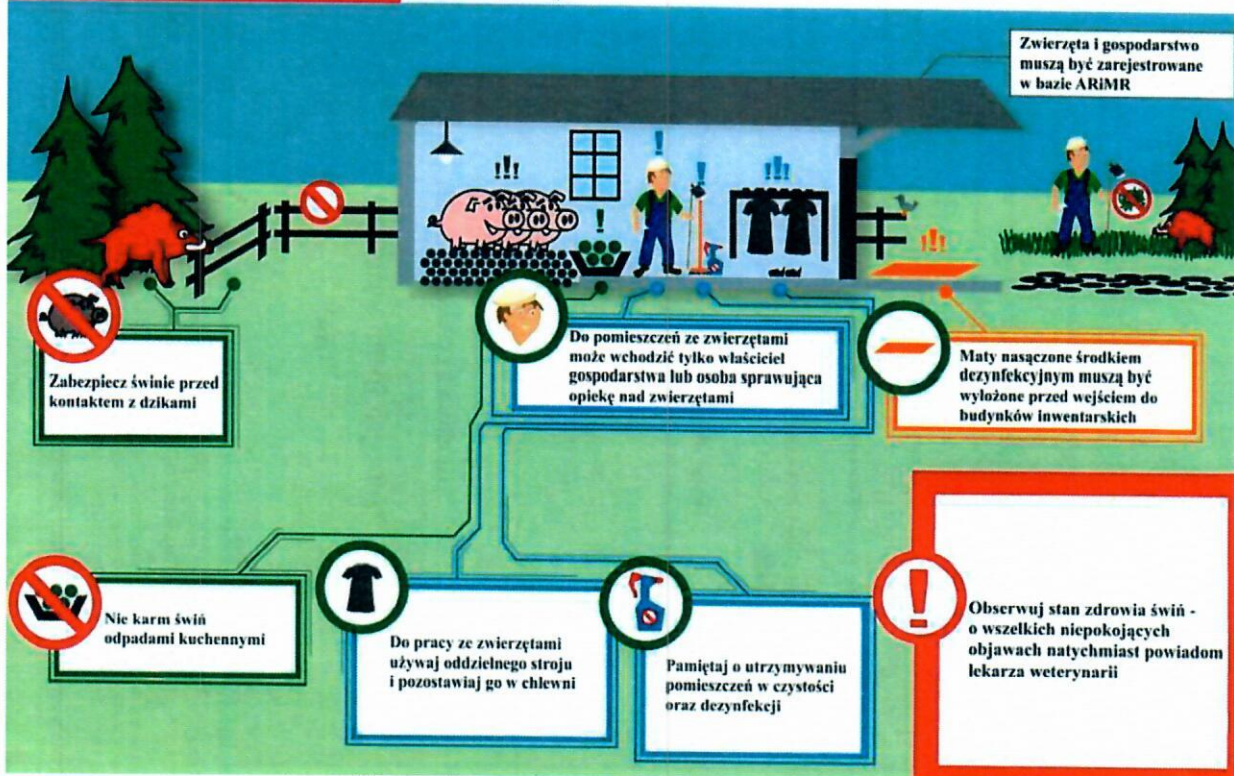 Zwierzęta i gospodarstwo
muszą być zarejestrowane
w bazie ARiMR
Zabezpiecz świnie przed
kontaktem z dzikami
Do pomieszczeń ze zwierzętami
może wchodzić tylko właściciel
gospodarstwa lub osoba sprawująca
opiekę nad zwierzętami
Maty nasączone środkiem
dezynfekcyjnym muszą być
wyłożone przed wejściem do
budynków inwentarskich
Nie karm świń
odpadami kuchennymi
Do pracy ze zwierzętami
używaj oddzielnego stroju
i pozostawiaj go w chlewni
Pamiętaj o utrzymywaniu
pomieszczeń w czystości
oraz dezynfekcji
Obserwuj stan zdrowia świń -
o wszelkich niepokojących
objawach natychmiast powiadom
lekarza weterynarii